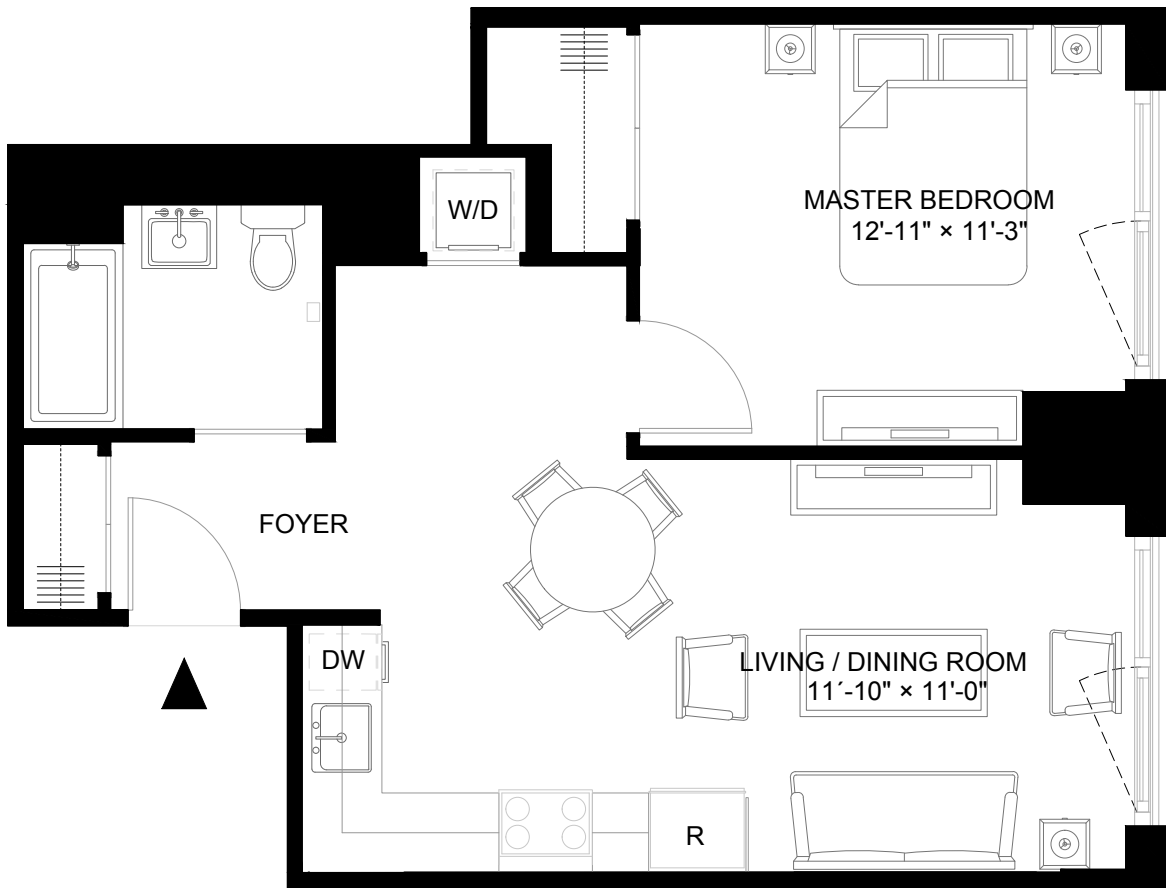 W/D
MASTER BEDROOM
12'-11" × 11'-3"
FOYER
DW
LIVING / DINING ROOM
11´-10" × 11'-0"
R